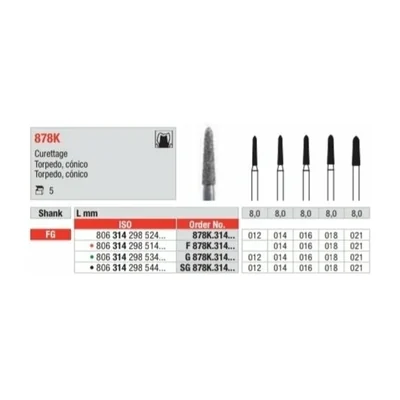 878K
Curettage
Torpedo, cónico
Torpedo, cónico
5
Shank L mm 8,0 8,0 8,0 8,0 8,0
ISO Order No.
FG 806 314 298 524... 878K.314... 012 014 016 018 021
806 314 298 514... F 878K.314... 014 016 018 021
806 314 298 534... G 878K.314... 012 014 016 018 021
806 314 298 544... SG 878K.314... 012 014 016 018 021